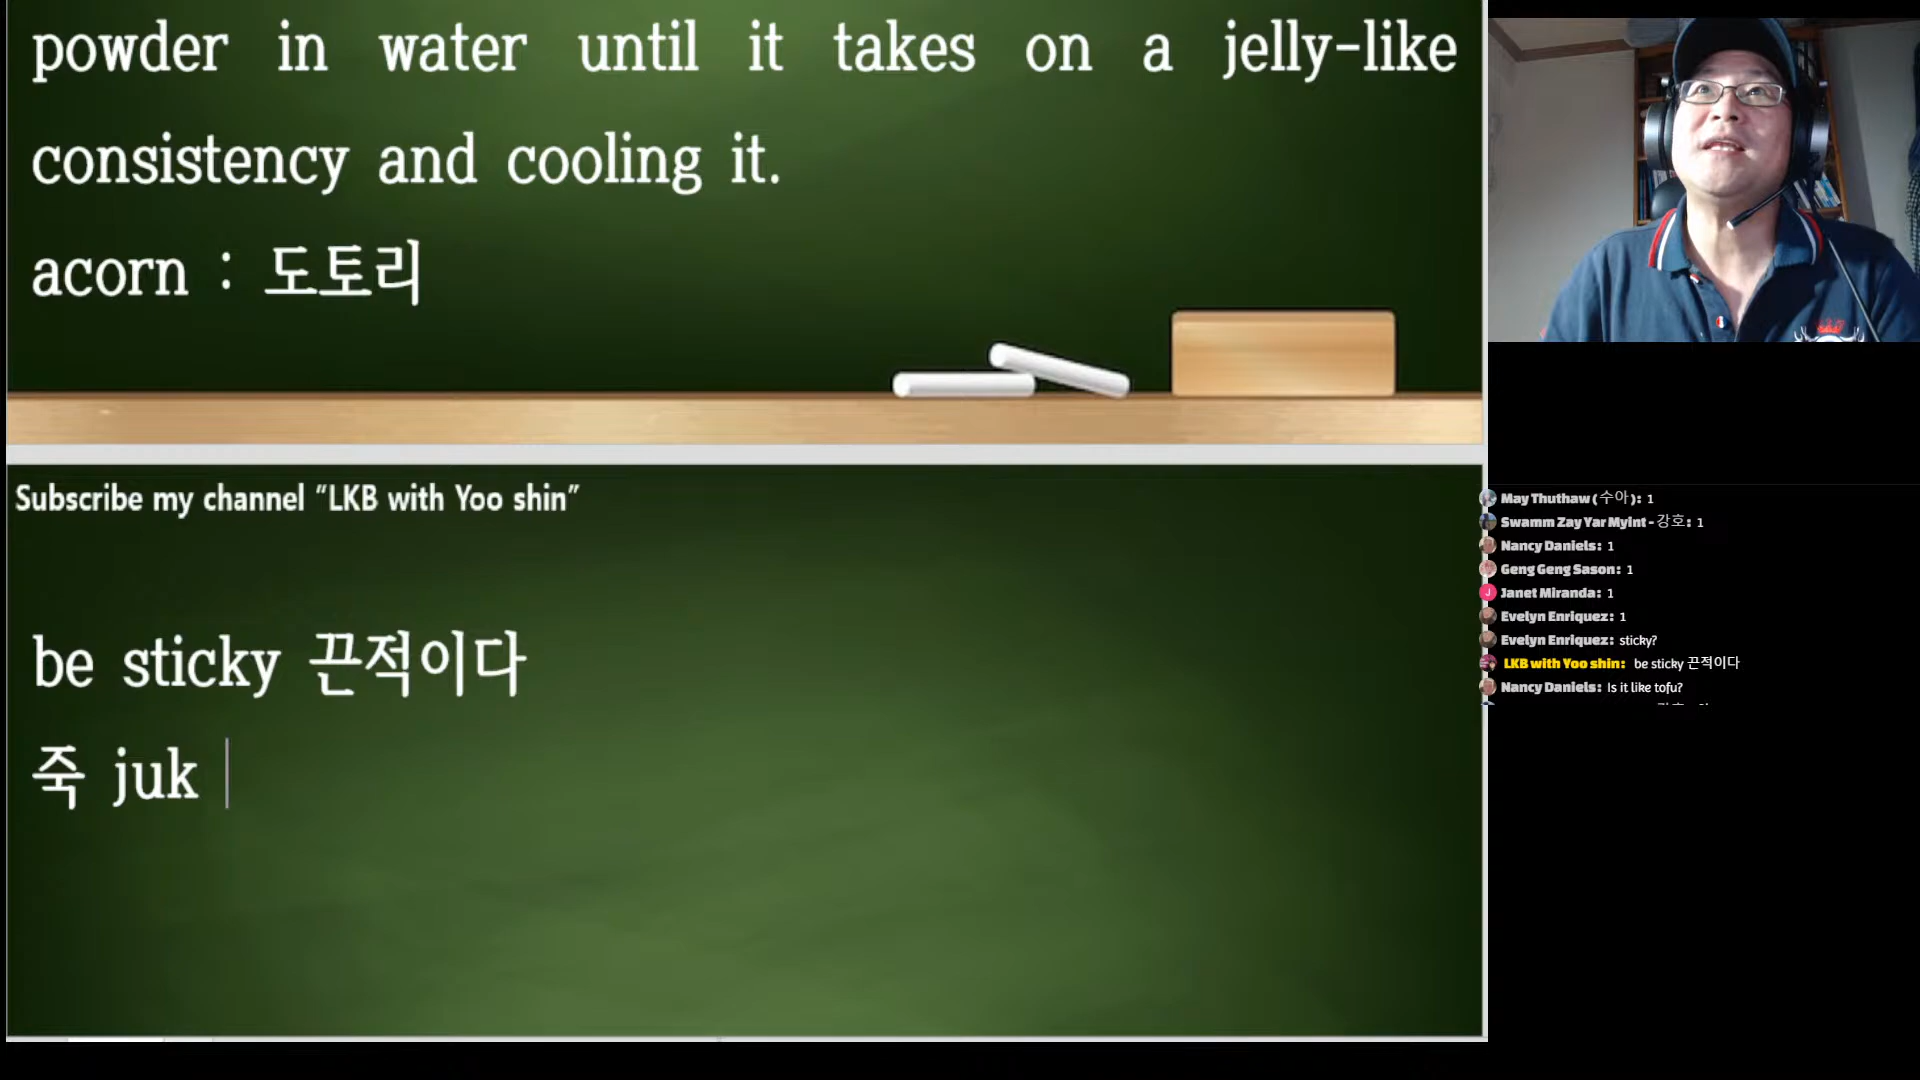 powder in water until it takes on a jelly-like
consistency and cooling it.
acorn : 도토리
Subscribe my channel “LKB with Yoo shin”
be sticky 끈적이다
죽 juk
May Thuthaw (수아): 1
Swamm Zay Yar Myint - 강호: 1
Nancy Daniels: 1
Geng Geng Sason: 1
Janet Miranda: 1
Evelyn Enriquez: 1
Evelyn Enriquez: sticky?
LKB with Yoo shin: be sticky 끈적이다
Nancy Daniels: Is it like tofu?